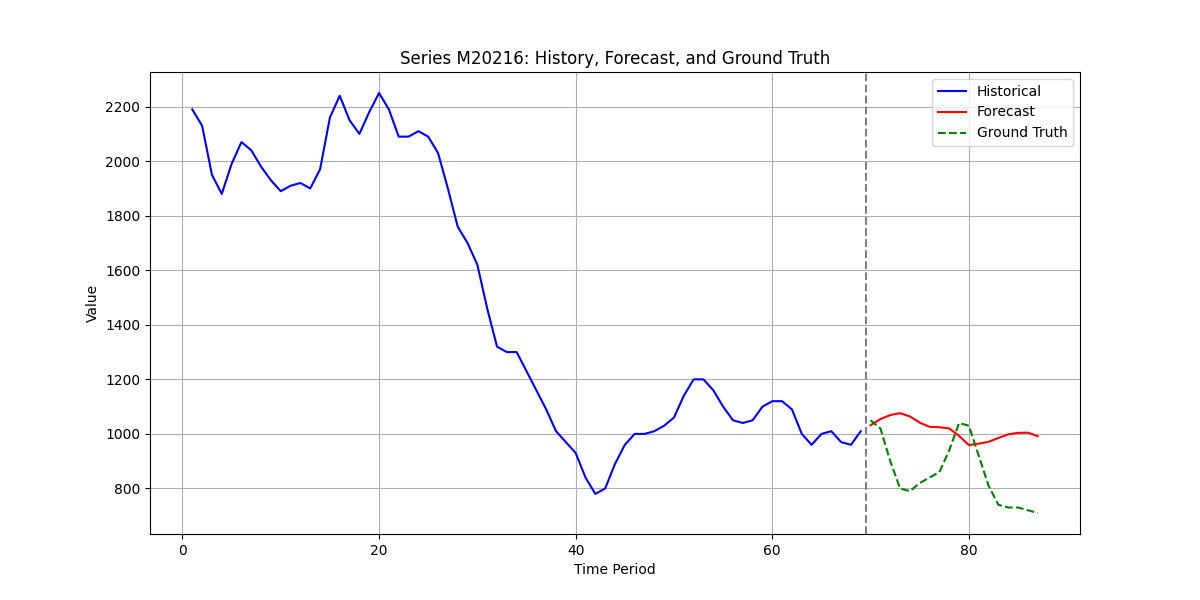 Series M20216: History, Forecast, and Ground Truth
Historical
Forecast
Ground Truth
2200
2000
1800
1600
1400
1200
1000
800
Value
0 20 40 60 80
Time Period